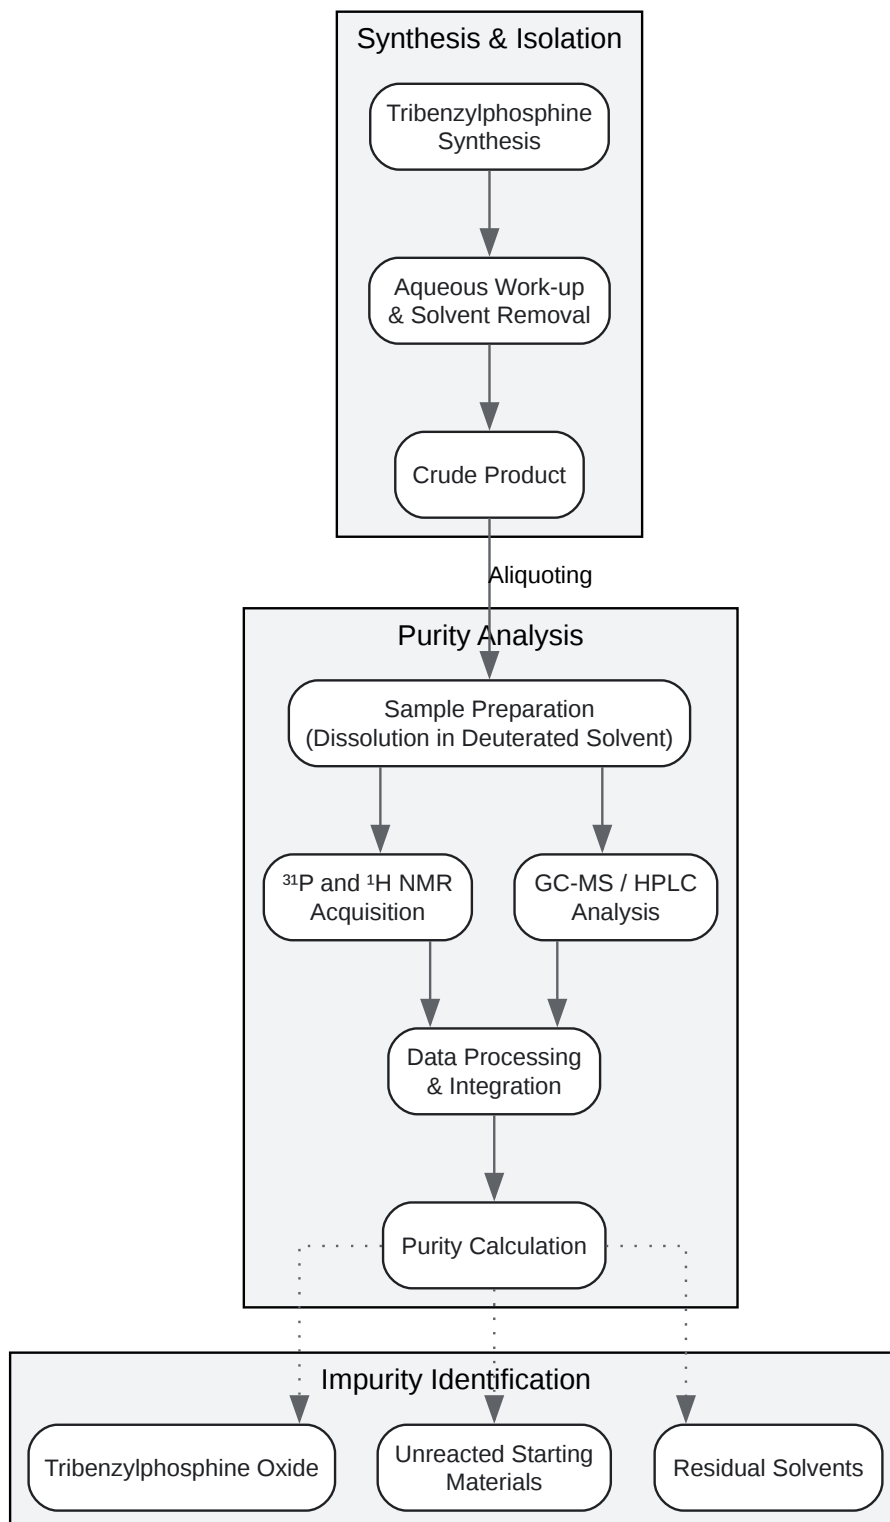 Synthesis & Isolation
Tribenzylphosphine
Synthesis
Aqueous Work-up
& Solvent Removal
Crude Product
Aliquoting
Purity Analysis
Sample Preparation
(Dissolution in Deuterated Solvent)
³¹P and ¹H NMR
Acquisition
GC-MS / HPLC
Analysis
Data Processing
& Integration
Purity Calculation
Impurity Identification
Tribenzylphosphine Oxide
Unreacted Starting
Materials
Residual Solvents